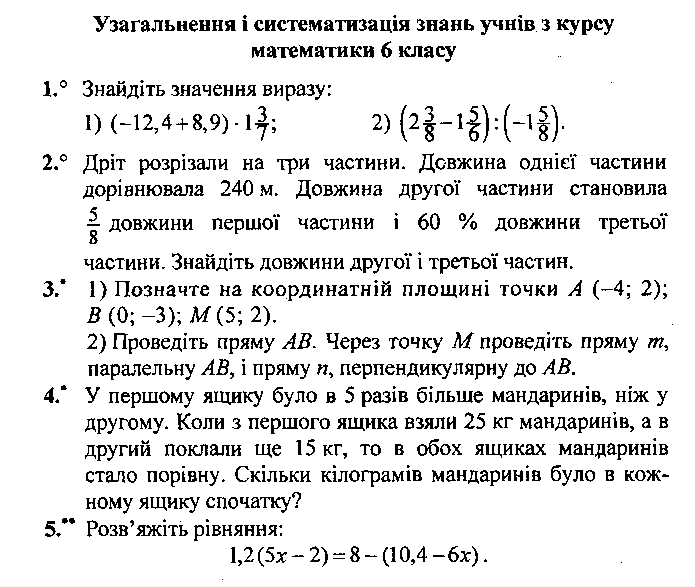 Узагальнення і систематизація знань учнів з курсу
математики 6 класу
1.° Знайдіть значення виразу:
1) (−12,4+8,9)·1 3/7; 2) (2 3/8−1 5/6):(−1 5/8).
2.° Дріт розрізали на три частини. Довжина однієї частини
дорівнювала 240 м. Довжина другої частини становила
5/8 довжини першої частини і 60 % довжини третьої
частини. Знайдіть довжини другої і третьої частин.
3.• 1) Позначте на координатній площині точки A (−4; 2);
B (0; −3); M (5; 2).
2) Проведіть пряму AB. Через точку M проведіть пряму m,
паралельну AB, і пряму n, перпендикулярну до AB.
4.• У першому ящику було в 5 разів більше мандаринів, ніж у
другому. Коли з першого ящика взяли 25 кг мандаринів, а в
другий поклали ще 15 кг, то в обох ящиках мандаринів
стало порівну. Скільки кілограмів мандаринів було в кож-
ному ящику спочатку?
5.•• Розв’яжіть рівняння:
1,2(5x−2)=8−(10,4−6x).